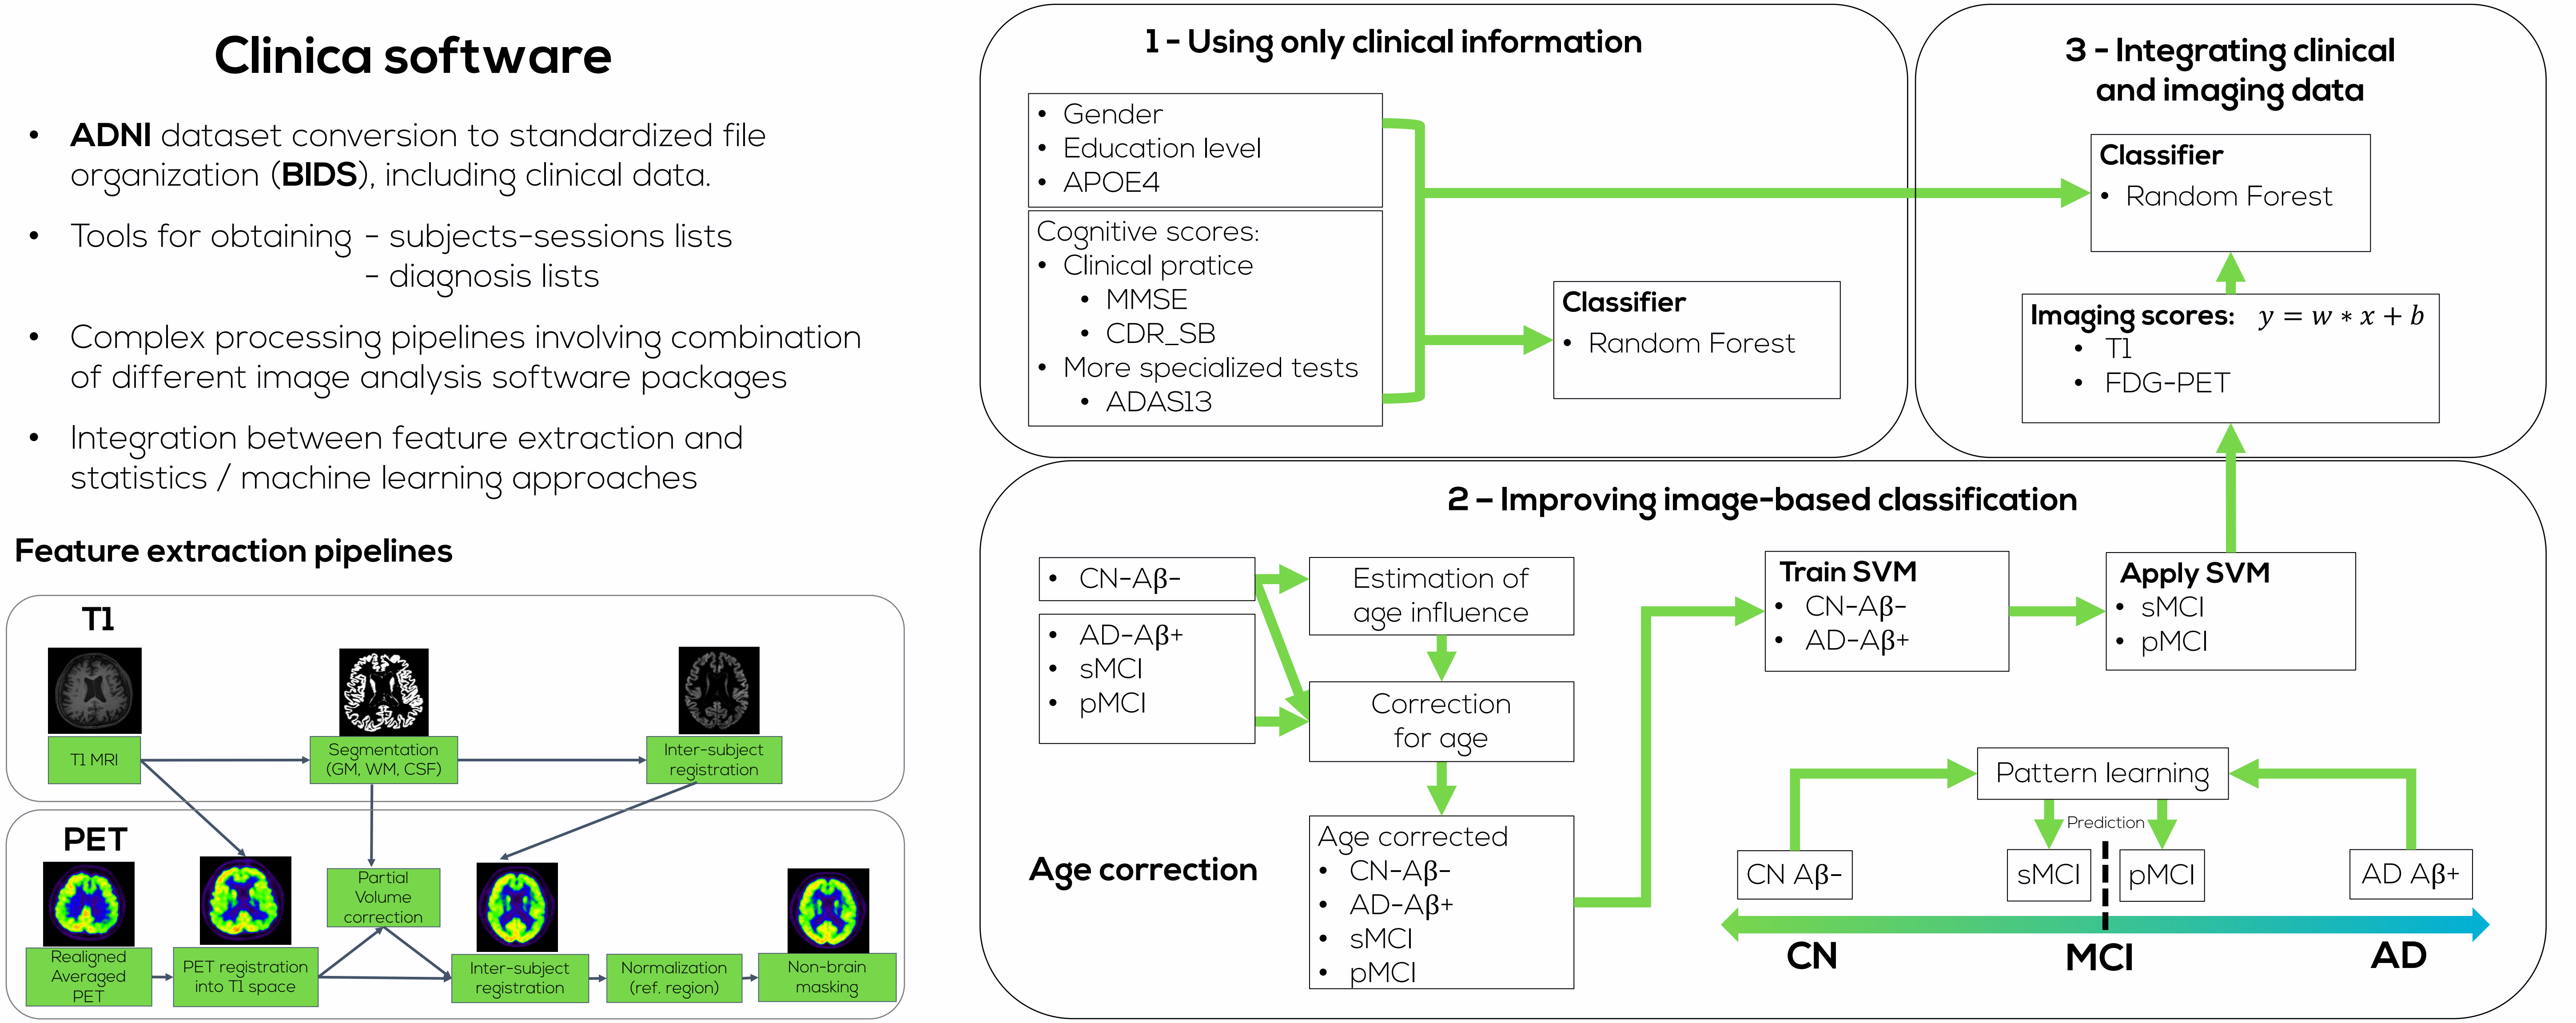 Clinica software
• ADNI dataset conversion to standardized file
organization (BIDS), including clinical data.
• Tools for obtaining - subjects-sessions lists
- diagnosis lists
• Complex processing pipelines involving combination
of different image analysis software packages
• Integration between feature extraction and
statistics / machine learning approaches
Feature extraction pipelines
T1
T1 MRI
Segmentation
(GM, WM, CSF)
Inter-subject
registration
PET
Realigned
Averaged
PET
PET registration
into T1 space
Partial
Volume
correction
Inter-subject
registration
Normalization
(ref. region)
Non-brain
masking
1 - Using only clinical information
• Gender
• Education level
• APOE4
Cognitive scores:
• Clinical pratice
• MMSE
• CDR_SB
• More specialized tests
• ADAS13
Classifier
• Random Forest
3 - Integrating clinical
and imaging data
Classifier
• Random Forest
Imaging scores: y = w * x + b
• T1
• FDG-PET
2 – Improving image-based classification
• CN-Aβ-
• AD-Aβ+
• sMCI
• pMCI
Estimation of
age influence
Correction
for age
Age correction
Age corrected
• CN-Aβ-
• AD-Aβ+
• sMCI
• pMCI
Train SVM
• CN-Aβ-
• AD-Aβ+
Apply SVM
• sMCI
• pMCI
Pattern learning
Prediction
CN Aβ-
sMCI
pMCI
AD Aβ+
CN
MCI
AD